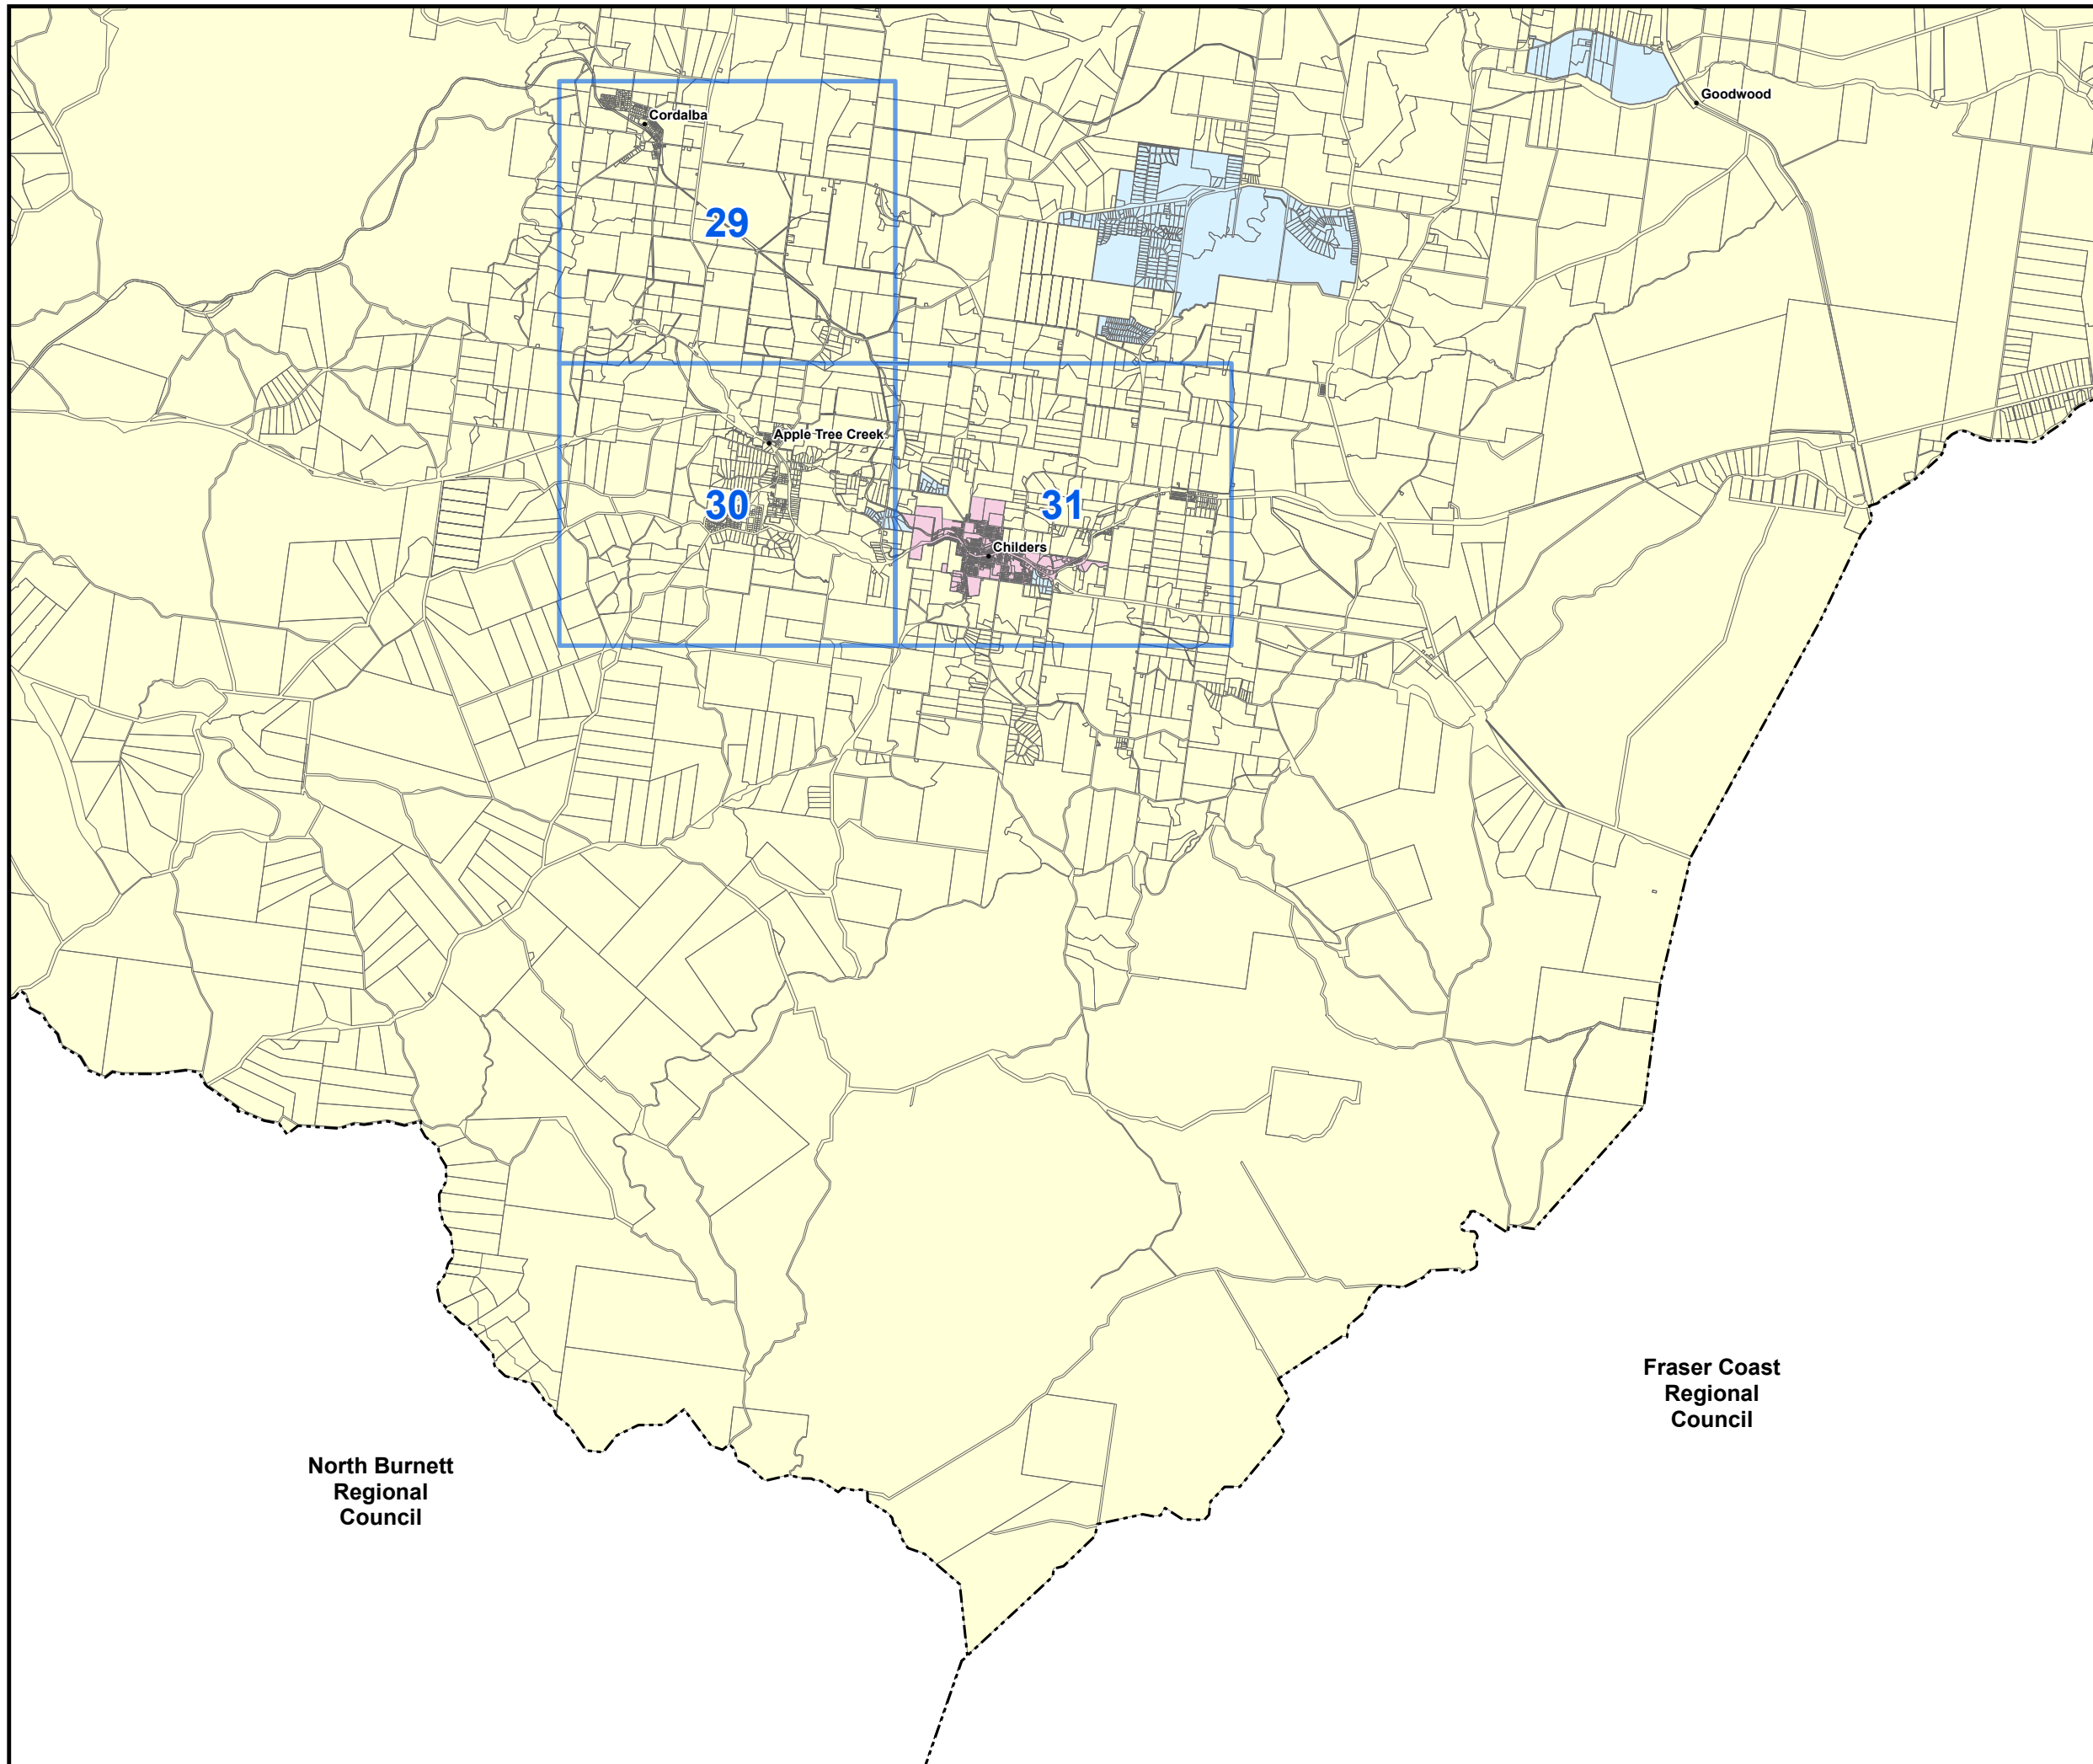 Goodwood
Cordalba
29
Apple Tree Creek
30
31
Childers
Fraser Coast
Regional
Council
North Burnett
Regional
Council